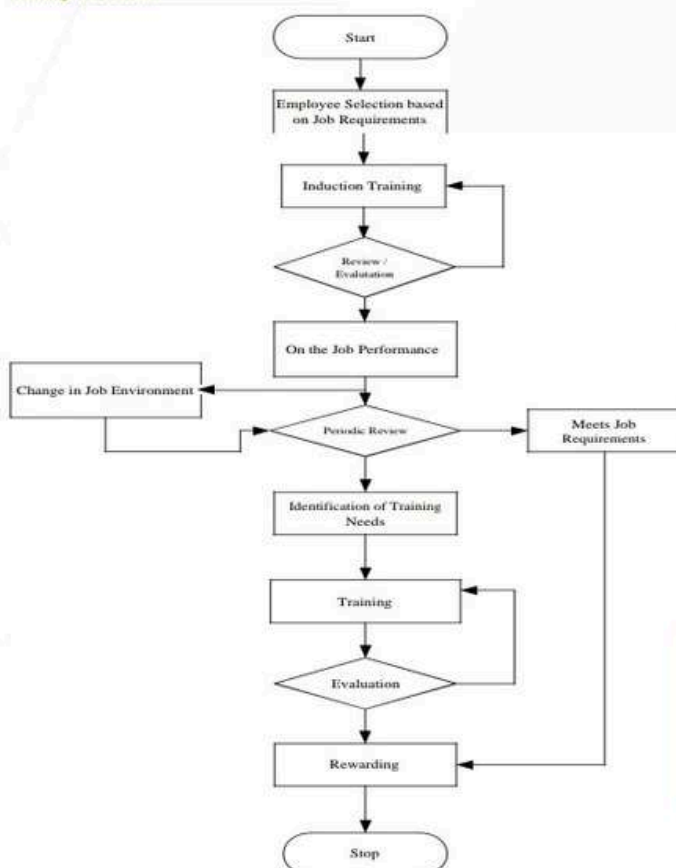 Start
Employee Selection based
on Job Requirements
Induction Training
Review /
Evalutation
On the Job Performance
Change in Job Environment
Periodic Review
Meets Job
Requirements
Identification of Training
Needs
Training
Evaluation
Rewarding
Stop